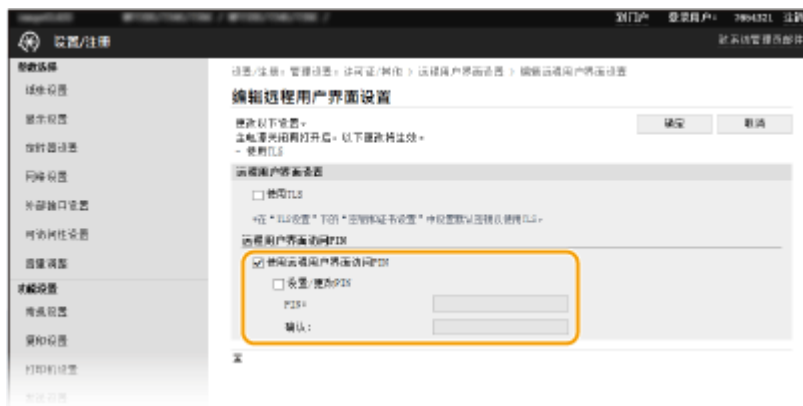 到门户 登录用户: 7654321 注销
设置/注册 致系统管理员邮件
参数选择
纸张设置
显示设置
定时器设置
网络设置
外部接口设置
可访问性设置
音量调整
功能设置
常规设置
复印设置
打印机设置
设置/注册: 管理设置: 许可证/其他 > 远程用户界面设置 > 编辑远程用户界面设置
编辑远程用户界面设置
更改以下设置。
主电源关闭再打开后，以下更改将生效。
- 使用TLS
确定 取消
远程用户界面设置
使用TLS
在“TLS设置”下的“密钥和证书设置”中设置默认密钥以使用TLS。
远程用户界面访问PIN
使用远程用户界面访问PIN
设置/更改PIN
PIN:
确认: